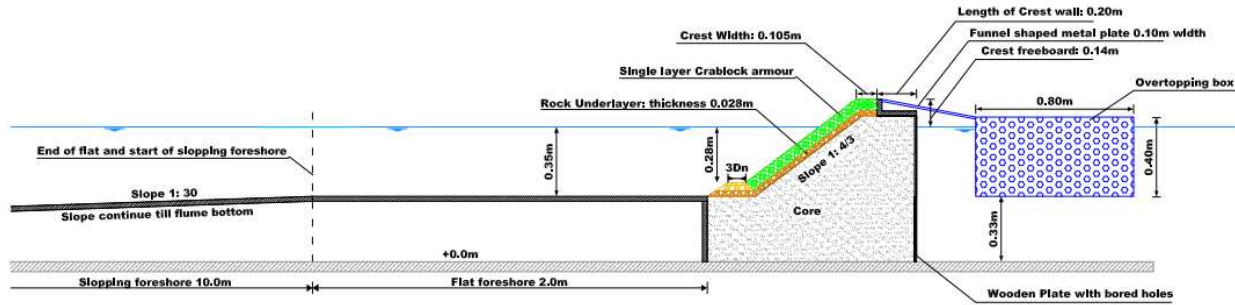 Length of Crest wall: 0.20m
Crest Width: 0.105m
Funnel shaped metal plate 0.10m width
Crest freeboard: 0.14m
Single layer Crablock armour
Overtopping box
Rock Underlayer: thickness 0.028m
0.80m
End of flat and start of slopping foreshore
0.35m
0.28m
3Dn
Slope 1: 4/3
0.40m
Slope 1: 30
Slope continue till flume bottom
Core
0.33m
+0.0m
Slopping foreshore 10.0m
Flat foreshore 2.0m
Wooden Plate with bored holes